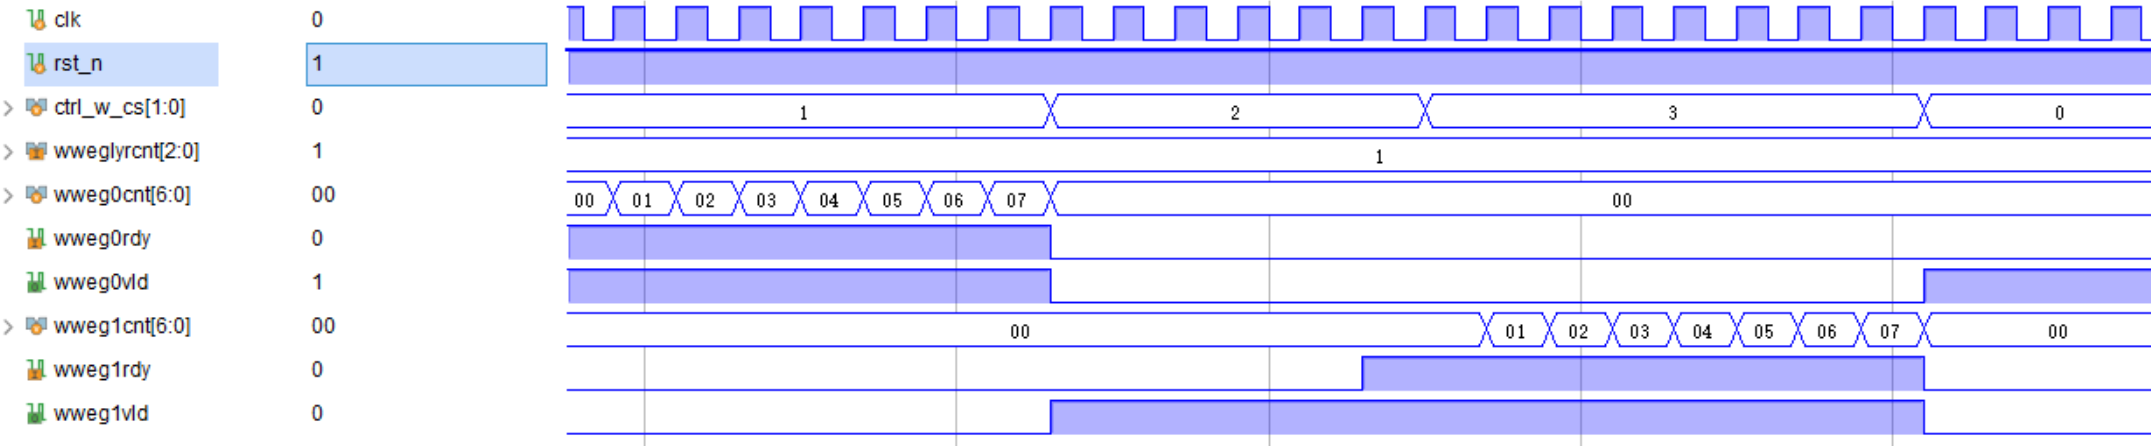 clk 0
rst_n 1
ctrl_w_cs[1:0] 0 1 2 3 0
wweglyrcnt[2:0] 1 1
wweg0cnt[6:0] 00 00 01 02 03 04 05 06 07 00
wweg0rdy 0
wweg0vld 1
wweg1cnt[6:0] 00 00 01 02 03 04 05 06 07 00
wweg1rdy 0
wweg1vld 0